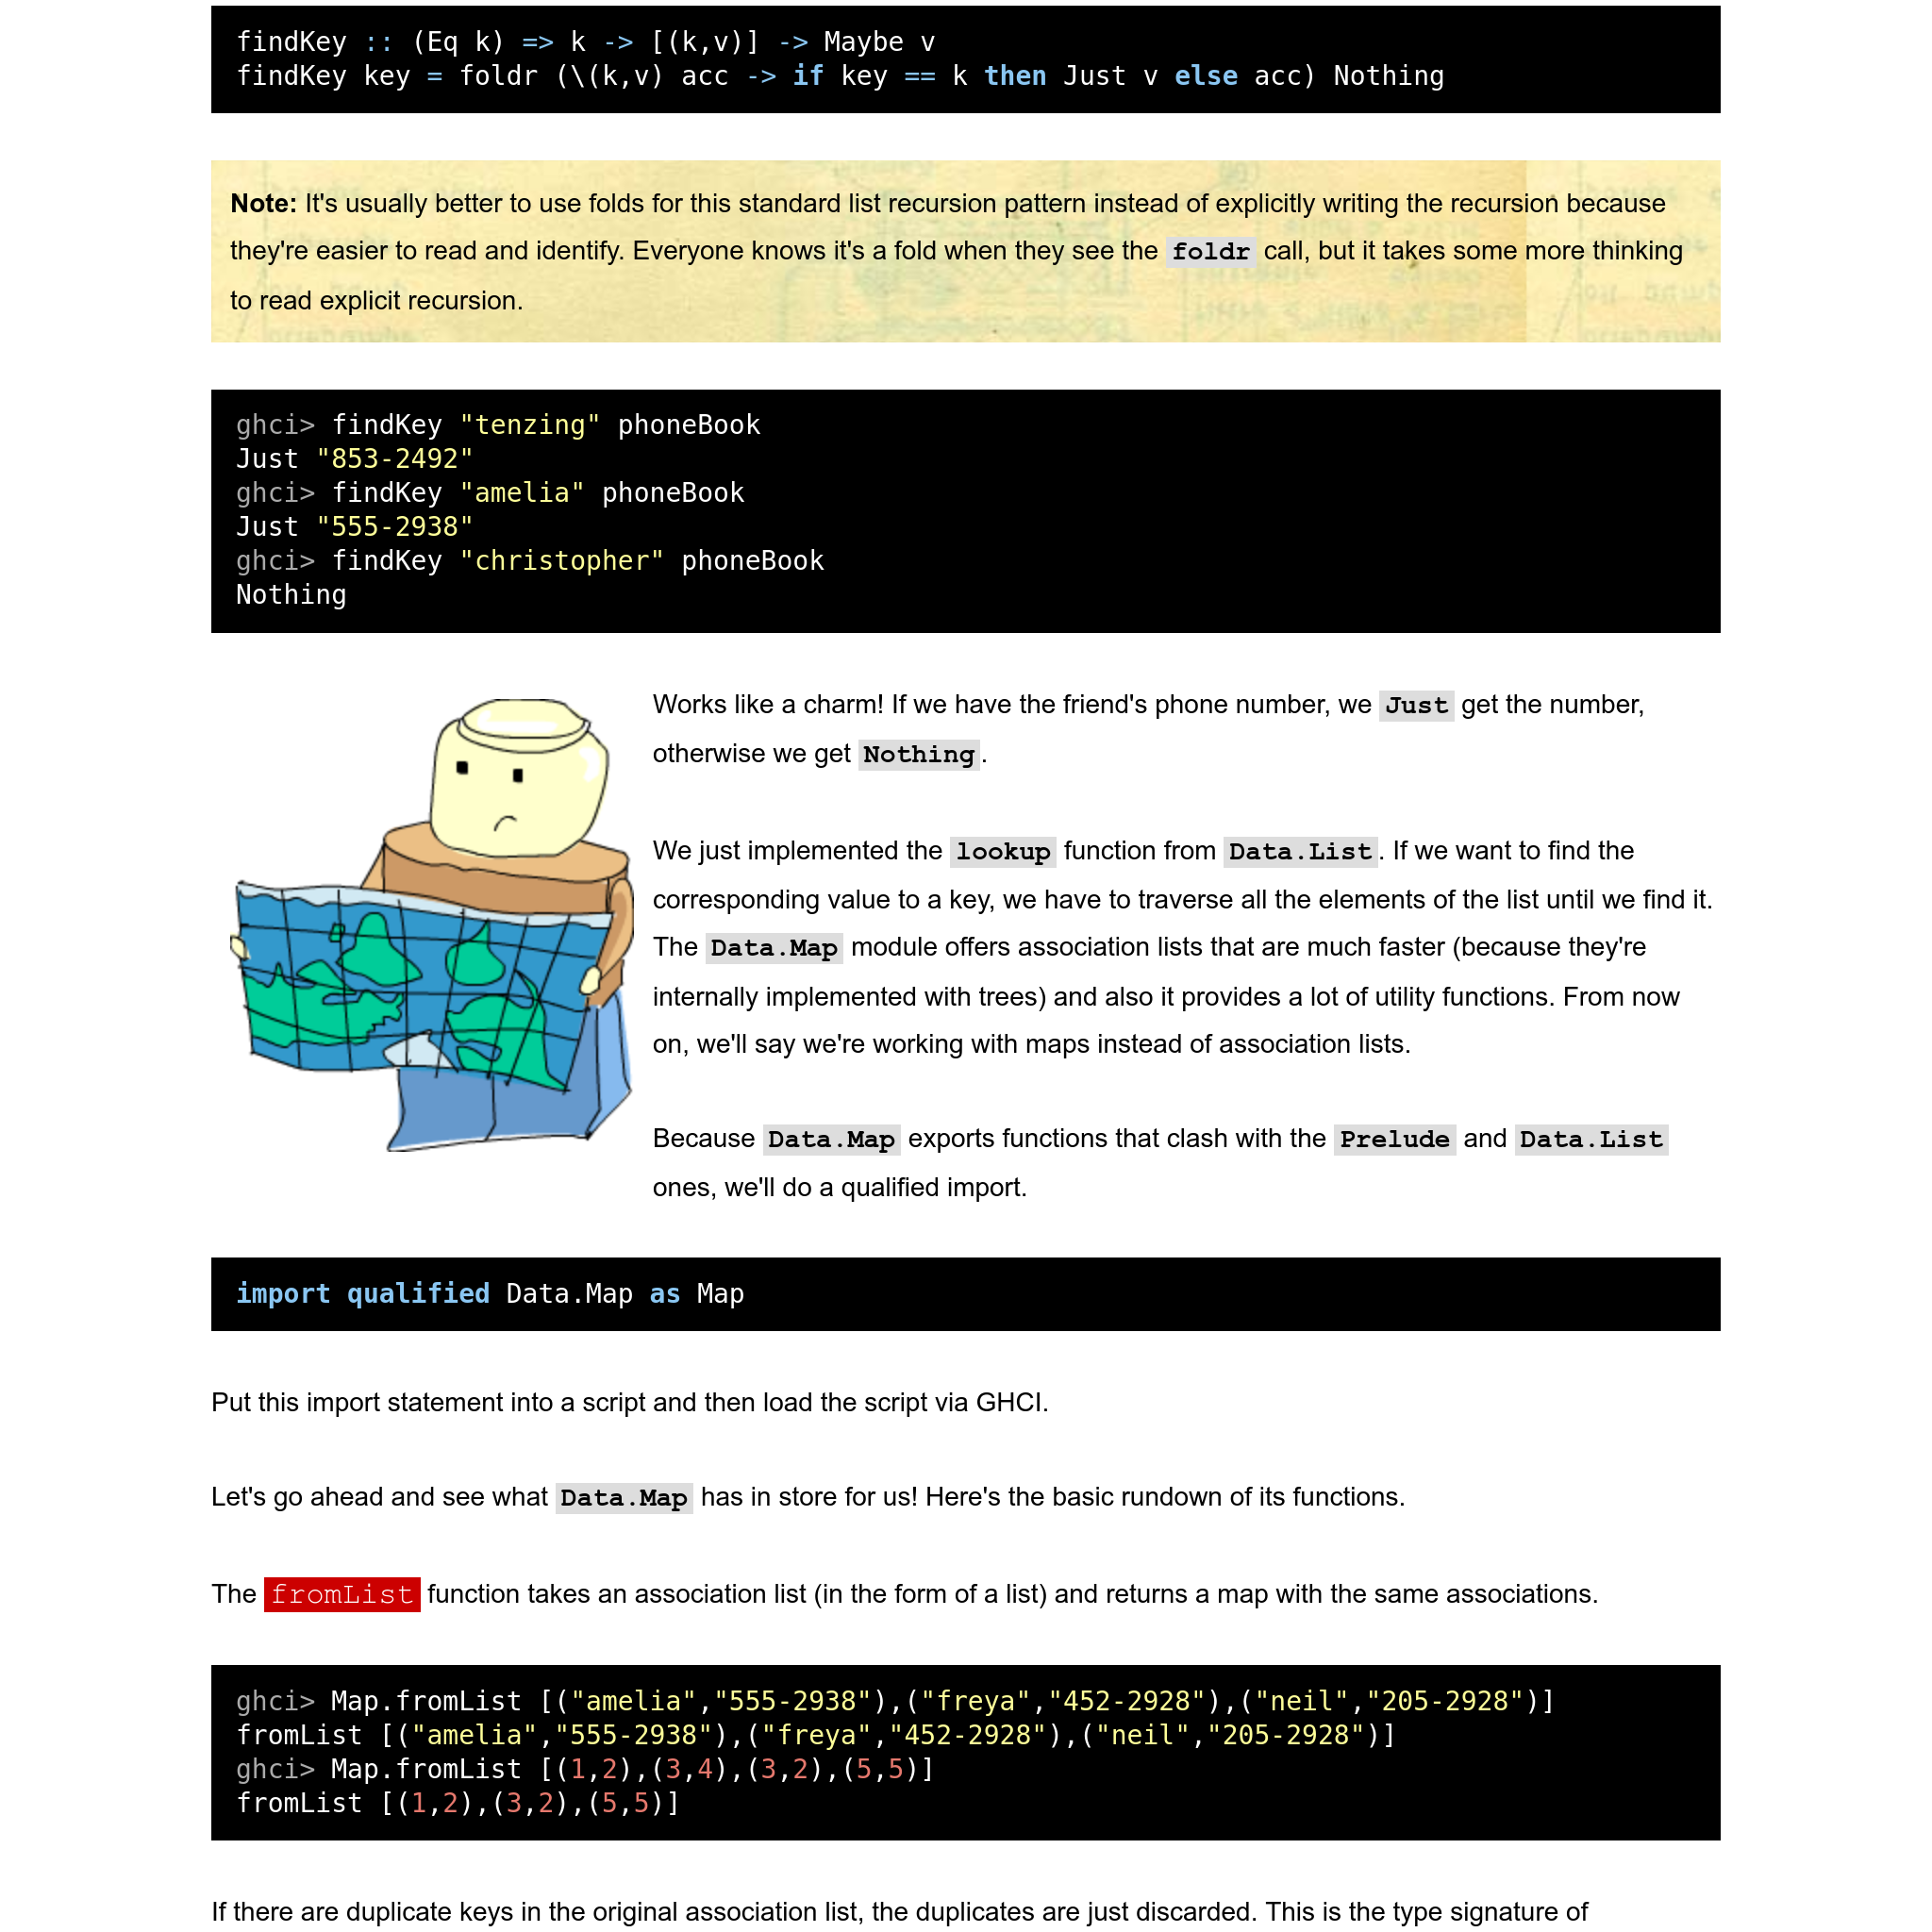 findKey :: (Eq k) => k -> [(k,v)] -> Maybe v
findKey key = foldr (\(k,v) acc -> if key == k then Just v else acc) Nothing
Note: It's usually better to use folds for this standard list recursion pattern instead of explicitly writing the recursion because
they're easier to read and identify. Everyone knows it's a fold when they see the foldr call, but it takes some more thinking
to read explicit recursion.
ghci> findKey "tenzing" phoneBook
Just "853-2492"
ghci> findKey "amelia" phoneBook
Just "555-2938"
ghci> findKey "christopher" phoneBook
Nothing
Works like a charm! If we have the friend's phone number, we Just get the number,
otherwise we get Nothing.
We just implemented the lookup function from Data.List. If we want to find the
corresponding value to a key, we have to traverse all the elements of the list until we find it.
The Data.Map module offers association lists that are much faster (because they're
internally implemented with trees) and also it provides a lot of utility functions. From now
on, we'll say we're working with maps instead of association lists.
Because Data.Map exports functions that clash with the Prelude and Data.List
ones, we'll do a qualified import.
import qualified Data.Map as Map
Put this import statement into a script and then load the script via GHCI.
Let's go ahead and see what Data.Map has in store for us! Here's the basic rundown of its functions.
The fromList function takes an association list (in the form of a list) and returns a map with the same associations.
ghci> Map.fromList [("amelia","555-2938"),("freya","452-2928"),("neil","205-2928")]
fromList [("amelia","555-2938"),("freya","452-2928"),("neil","205-2928")]
ghci> Map.fromList [(1,2),(3,4),(3,2),(5,5)]
fromList [(1,2),(3,2),(5,5)]
If there are duplicate keys in the original association list, the duplicates are just discarded. This is the type signature of